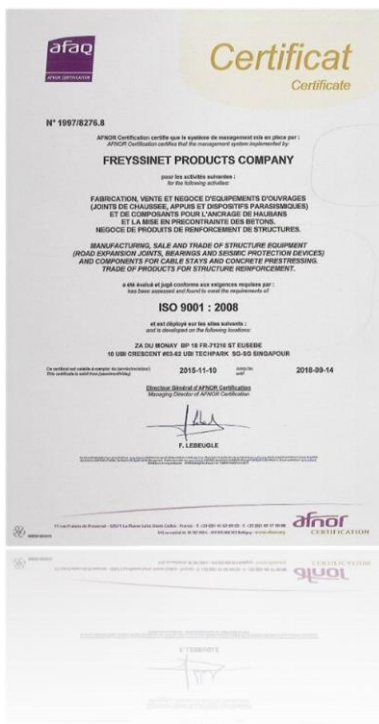 afaq
AFNOR CERTIFICATION
Certificat
Certificate
N° 1997/8276.8
AFNOR Certification certifie que le système de management mis en place par :
AFNOR Certification certifies that the management system implemented by:
FREYSSINET PRODUCTS COMPANY
pour les activités suivantes :
for the following activities:
FABRICATION, VENTE ET NEGOCE D'EQUIPEMENTS D'OUVRAGES
(JOINTS DE CHAUSSEE, APPUIS ET DISPOSITIFS PARASISMIQUES)
ET DE COMPOSANTS POUR L'ANCRAGE DE HAUBANS
ET LA MISE EN PRECONTRAINTE DES BETONS.
NEGOCE DE PRODUITS DE RENFORCEMENT DE STRUCTURES.
MANUFACTURING, SALE AND TRADE OF STRUCTURE EQUIPMENT
(ROAD EXPANSION JOINTS, BEARINGS AND SEISMIC PROTECTION DEVICES)
AND COMPONENTS FOR CABLE STAYS AND CONCRETE PRESTRESSING.
TRADE OF PRODUCTS FOR STRUCTURE REINFORCEMENT.
a été évalué et jugé conforme aux exigences requises par :
has been assessed and found to meet the requirements of:
ISO 9001 : 2008
et est déployé sur les sites suivants :
and is developed on the following locations:
ZA DU MONAY BP 18 FR-71210 ST EUSEBE
10 UBI CRESCENT #03-02 UBI TECHPARK SG-SG SINGAPOUR
2015-11-10
2018-09-14
Directeur Général d'AFNOR Certification
Managing Director of AFNOR Certification
F. LEBEUGLE
afnor
CERTIFICATION